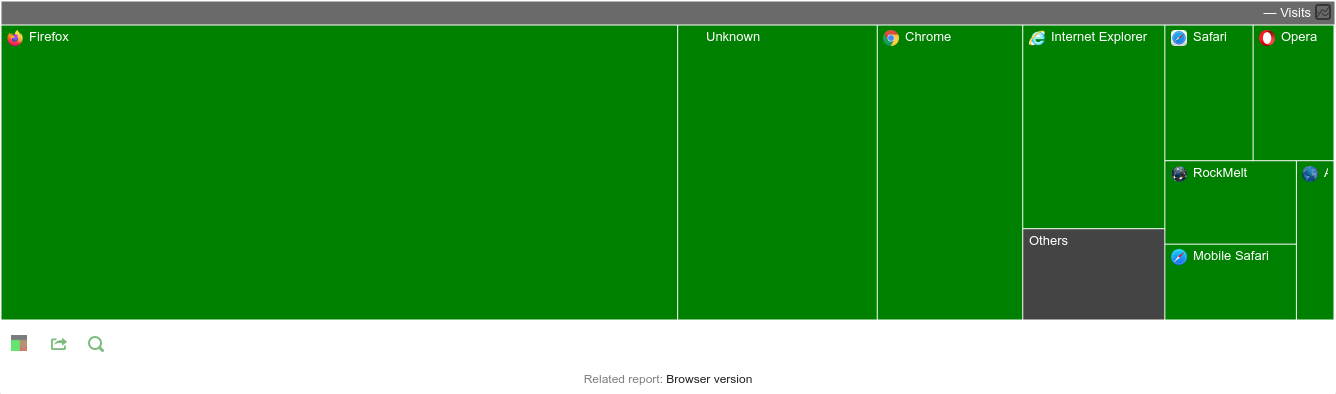 — Visits
Firefox
Unknown
Chrome
Internet Explorer
Safari
Opera
RockMelt
Others
Mobile Safari
Related report: Browser version